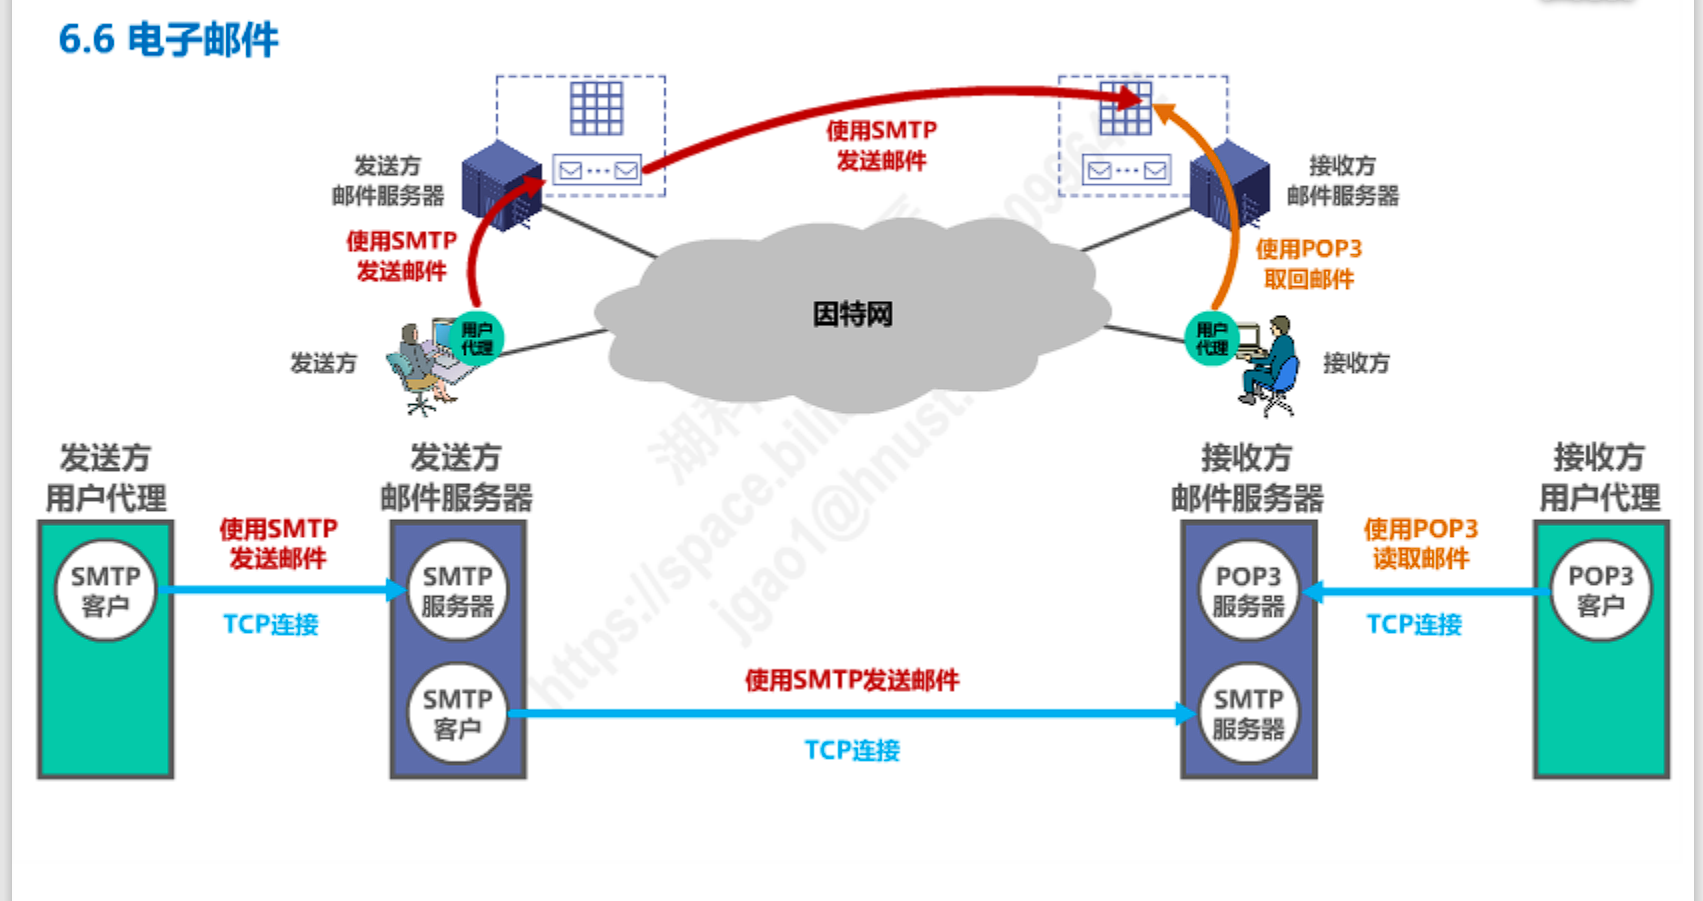 6.6 电子邮件
使用SMTP
发送邮件
发送方
邮件服务器
接收方
邮件服务器
使用SMTP
发送邮件
使用POP3
取回邮件
因特网
用户
代理
用户
代理
发送方
接收方
发送方
用户代理
发送方
邮件服务器
接收方
邮件服务器
接收方
用户代理
使用SMTP
发送邮件
使用POP3
读取邮件
SMTP
客户
SMTP
服务器
POP3
服务器
POP3
客户
TCP连接
TCP连接
使用SMTP发送邮件
SMTP
客户
SMTP
服务器
TCP连接